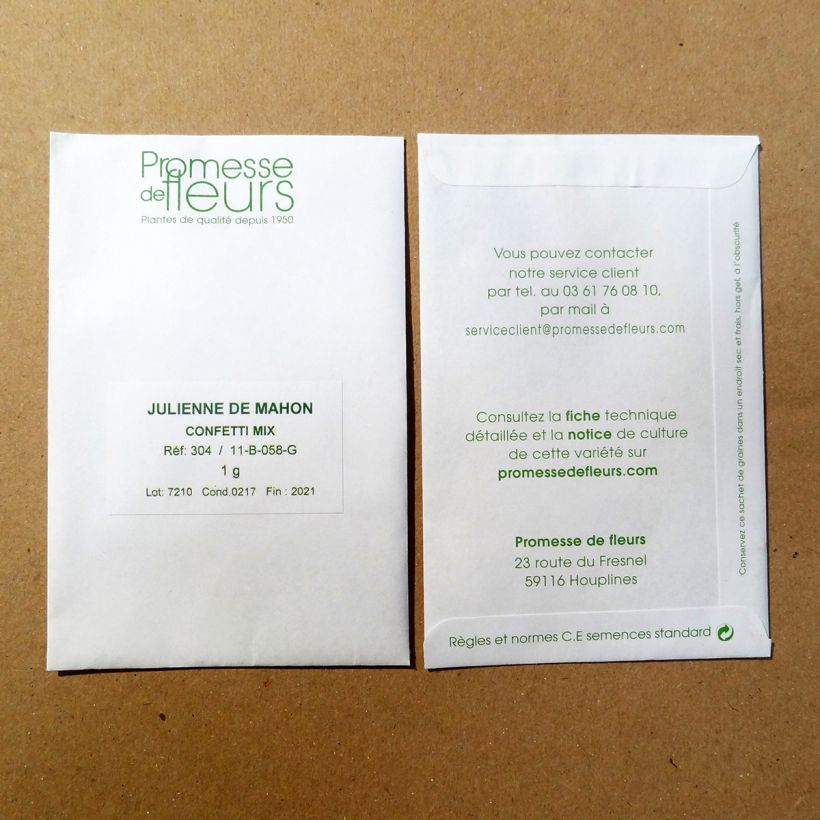 Promesse
de fleurs
Plantes de qualité depuis 1950
JULIENNE DE MAHON
CONFETTI MIX
Réf: 304 / 11-B-058-G
1 g
Lot: 7210 Cond.0217 Fin : 2021
Vous pouvez contacter
notre service client
par tel. au 03 61 76 08 10,
par mail à
serviceclient@promessedefleurs.com
Consultez la fiche technique
détaillée et la notice de culture
de cette variété sur
promessedefleurs.com
Promesse de fleurs
23 route du Fresnel
59116 Houplines
Règles et normes C.E semences standard
Conservez ce sachet de graines dans un endroit sec et frais, hors gel, à l'obscurité